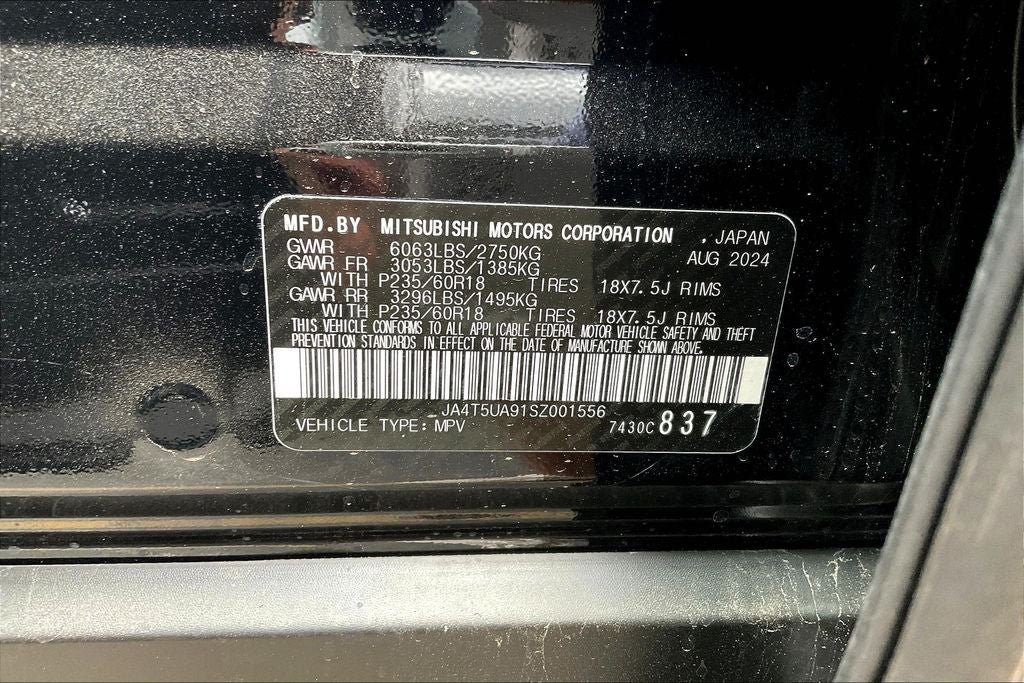 MFD.BY MITSUBISHI MOTORS CORPORATION , JAPAN
GVWR 6063LBS/2750KG AUG 2024
GAWR FR 3053LBS/1385KG
WITH P235/60R18 TIRES 18X7.5J RIMS
GAWR RR 3296LBS/1495KG
WITH P235/60R18 TIRES 18X7.5J RIMS
THIS VEHICLE CONFORMS TO ALL APPLICABLE FEDERAL MOTOR VEHICLE SAFETY AND THEFT
PREVENTION STANDARDS IN EFFECT ON THE DATE OF MANUFACTURE SHOWN ABOVE.
JA4T5UA91SZ001556
VEHICLE TYPE: MPV 7430C 837